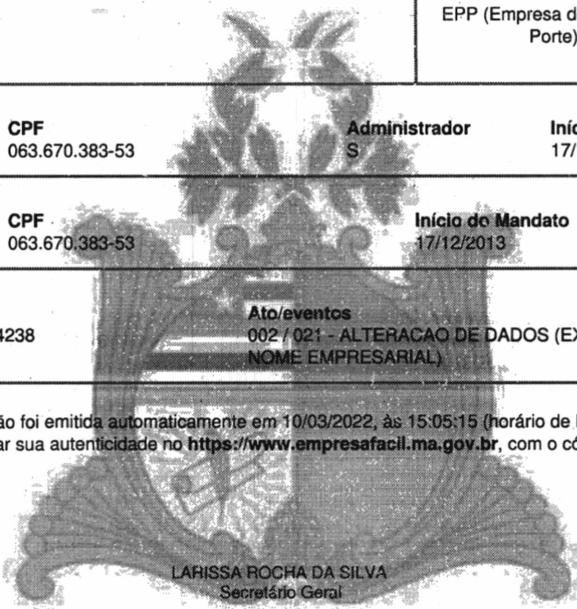 EPP (Empresa d
Porte)
CPF
063.670.383-53
Administrador
S
Iníc
17/
CPF
063.670.383-53
Início do Mandato
17/12/2013
4238
Ato/eventos
002 / 021 - ALTERACAO DE DADOS (EX
NOME EMPRESARIAL)
ão foi emitida automaticamente em 10/03/2022, às 15:05:15 (horário de
ar sua autenticidade no https://www.empresafacil.ma.gov.br, com o có
LARISSA ROCHA DA SILVA
Secretário Geral